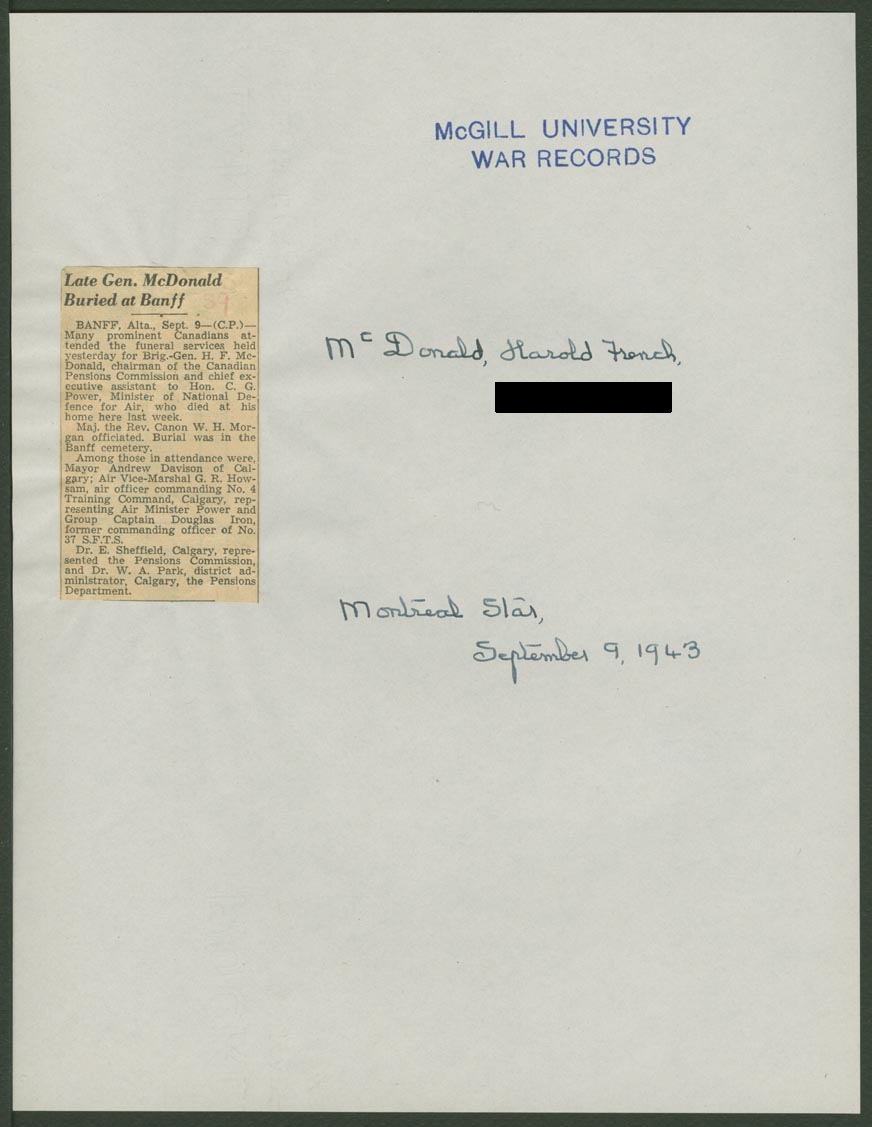 McGILL UNIVERSITY
WAR RECORDS
Late Gen. McDonald
Buried at Banff
39
BANFF, Alta., Sept. 9—(C.P.)—
Many prominent Canadians at-
tended the funeral services held
yesterday for Brig.-Gen. H. F. Mc-
Donald, chairman of the Canadian
Pensions Commission and chief ex-
ecutive assistant to Hon. C. G.
Power, Minister of National De-
fence for Air, who died at his
home here last week.
Maj. the Rev. Canon W. H. Mor-
gan officiated. Burial was in the
Banff cemetery.
Among those in attendance were,
Mayor Andrew Davison of Cal-
gary; Air Vice-Marshal G. R. How-
sam, air officer commanding No. 4
Training Command, Calgary, rep-
resenting Air Minister Power and
Group Captain Douglas Iron,
former commanding officer of No.
37 S.F.T.S.
Dr. E. Sheffield, Calgary, repre-
sented the Pensions Commission,
and Dr. W. A. Park, district ad-
ministrator, Calgary, the Pensions
Department.
McDonald, Harold French,
Montreal Star,
September 9, 1943